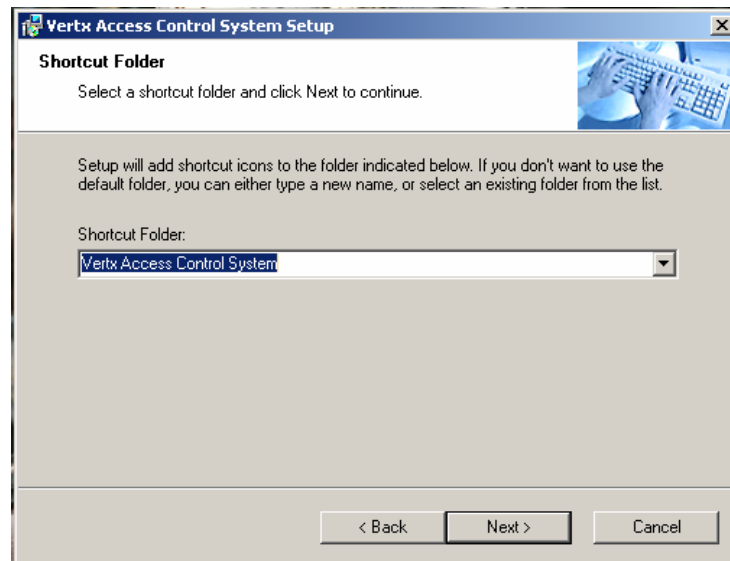 Vertx Access Control System Setup
Shortcut Folder
Select a shortcut folder and click Next to continue.
Setup will add shortcut icons to the folder indicated below. If you don't want to use the
default folder, you can either type a new name, or select an existing folder from the list.
Shortcut Folder:
Vertx Access Control System
< Back Next > Cancel